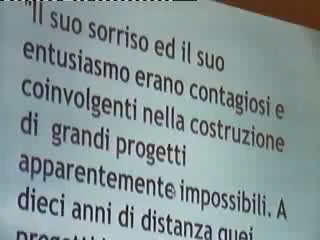 Il suo sorriso ed il suo
entusiasmo erano contagiosi e
coinvolgenti nella costruzione
di grandi progetti
apparentemente impossibili. A
dieci anni di distanza quei
progetti